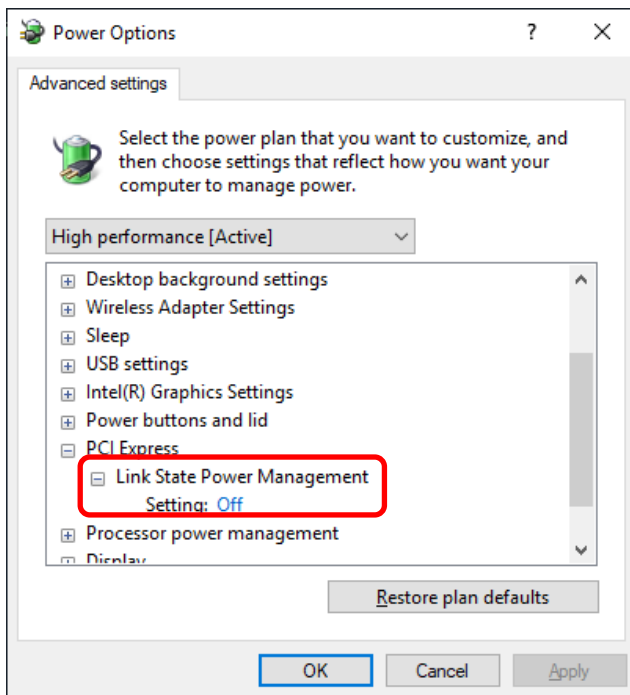 Power Options
Advanced settings
Select the power plan that you want to customize, and
then choose settings that reflect how you want your
computer to manage power.
High performance [Active]
Desktop background settings
Wireless Adapter Settings
Sleep
USB settings
Intel(R) Graphics Settings
Power buttons and lid
PCI Express
Link State Power Management
Setting: Off
Processor power management
Display
Restore plan defaults
OK Cancel Apply